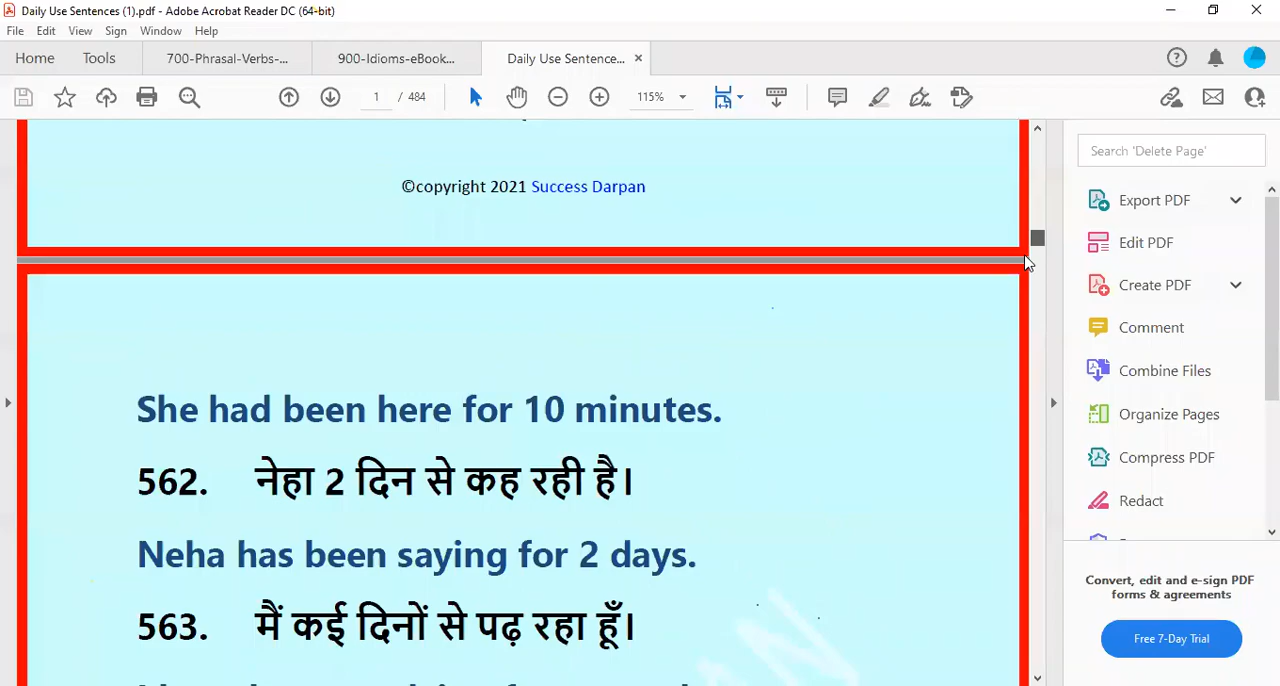 Daily Use Sentences (1).pdf - Adobe Acrobat Reader DC (64-bit)
File Edit View Sign Window Help
Home Tools 700-Phrasal-Verbs-... 900-Idioms-eBook... Daily Use Sentence... ×
1 / 484 115%
©copyright 2021 Success Darpan
She had been here for 10 minutes.
562. नेहा 2 दिन से कह रही है।
Neha has been saying for 2 days.
563. मैं कई दिनों से पढ़ रहा हूँ।
Search 'Delete Page'
Export PDF
Edit PDF
Create PDF
Comment
Combine Files
Organize Pages
Compress PDF
Redact
Convert, edit and e-sign PDF
forms & agreements
Free 7-Day Trial